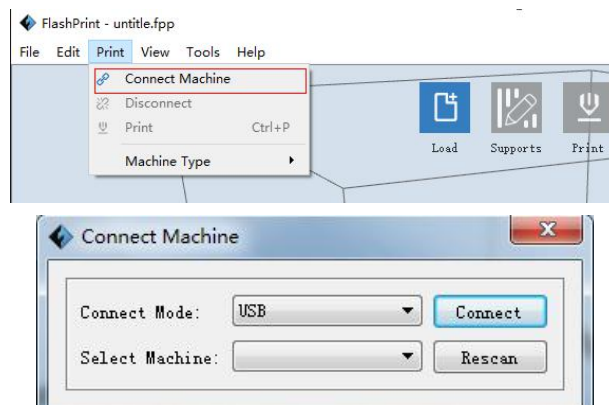 FlashPrint - untitle.fpp
File Edit Print View Tools Help
Connect Machine
Disconnect
Print Ctrl+P
Machine Type
Load Supports Print
Connect Machine
Connect Mode: USB Connect
Select Machine: Rescan